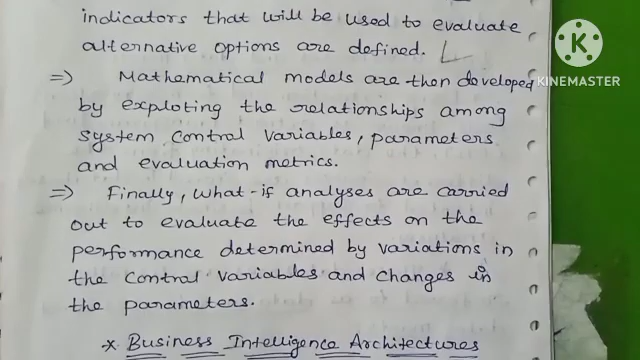 indicators that will be used to evaluate
alternative options are defined.
=> Mathematical models are then developed
by exploting the relationships among
system control variables, parameters
and evaluation metrics.
=> Finally, what-if analyses are carried
out to evaluate the effects on the
performance determined by variations in
the control variables and changes in
the parameters.
* Business Intelligence Architectures
K
KINEMASTER